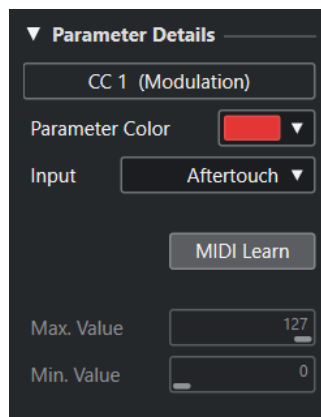 ▼ Parameter Details
CC 1 (Modulation)
Parameter Color ▼
Input Aftertouch ▼
MIDI Learn
Max. Value 127
Min. Value 0